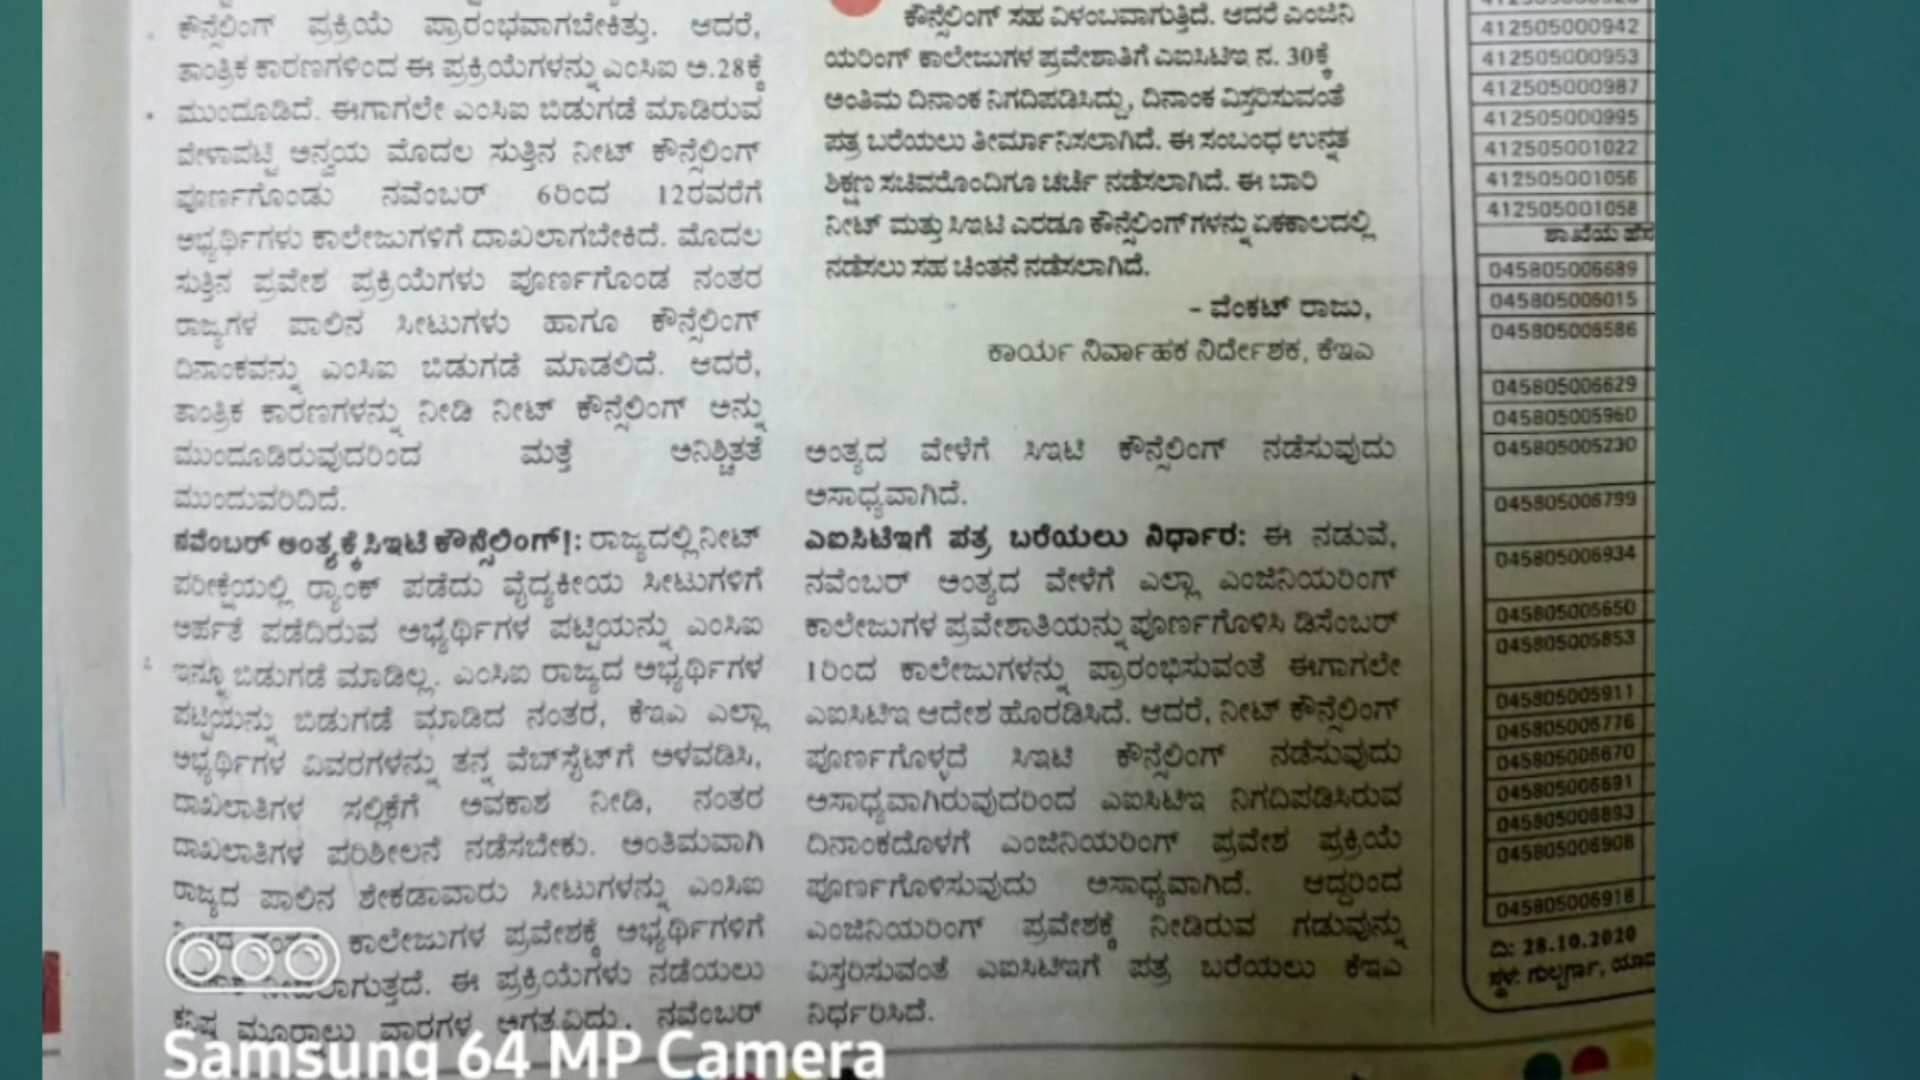 ಕೌನ್ಸೆಲಿಂಗ್ ಪ್ರಕ್ರಿಯೆ ಪ್ರಾರಂಭವಾಗಬೇಕಿತ್ತು. ಆದರೆ,
ತಾಂತ್ರಿಕ ಕಾರಣಗಳಿಂದ ಈ ಪ್ರಕ್ರಿಯೆಗಳನ್ನು ಎಂಸಿಐ ಅ.28ಕ್ಕೆ
ಮುಂದೂಡಿದೆ. ಈಗಾಗಲೇ ಎಂಸಿಐ ಬಿಡುಗಡೆ ಮಾಡಿರುವ
ವೇಳಾಪಟ್ಟಿ ಅನ್ವಯ ಮೊದಲ ಸುತ್ತಿನ ನೀಟ್ ಕೌನ್ಸೆಲಿಂಗ್
ಪೂರ್ಣಗೊಂಡು ನವೆಂಬರ್ 6ರಿಂದ 12ರವರೆಗೆ
ಅಭ್ಯರ್ಥಿಗಳು ಕಾಲೇಜುಗಳಿಗೆ ದಾಖಲಾಗಬೇಕಿದೆ. ಮೊದಲ
ಸುತ್ತಿನ ಪ್ರವೇಶ ಪ್ರಕ್ರಿಯೆಗಳು ಪೂರ್ಣಗೊಂಡ ನಂತರ
ರಾಜ್ಯಗಳ ಪಾಲಿನ ಸೀಟುಗಳು ಹಾಗೂ ಕೌನ್ಸೆಲಿಂಗ್
ದಿನಾಂಕವನ್ನು ಎಂಸಿಐ ಬಿಡುಗಡೆ ಮಾಡಲಿದೆ. ಆದರೆ,
ತಾಂತ್ರಿಕ ಕಾರಣಗಳನ್ನು ನೀಡಿ ನೀಟ್ ಕೌನ್ಸೆಲಿಂಗ್ ಅನ್ನು
ಮುಂದೂಡಿರುವುದರಿಂದ ಮತ್ತೆ ಅನಿಶ್ಚಿತತೆ
ಮುಂದುವರಿದಿದೆ.
ನವೆಂಬರ್ ಅಂತ್ಯಕ್ಕೆ ಸಿಇಟಿ ಕೌನ್ಸೆಲಿಂಗ್!: ರಾಜ್ಯದಲ್ಲಿ ನೀಟ್
ಪರೀಕ್ಷೆಯಲ್ಲಿ ರ‍್ಯಾಂಕ್ ಪಡೆದು ವೈದ್ಯಕೀಯ ಸೀಟುಗಳಿಗೆ
ಅರ್ಹತೆ ಪಡೆದಿರುವ ಅಭ್ಯರ್ಥಿಗಳ ಪಟ್ಟಿಯನ್ನು ಎಂಸಿಐ
ಇನ್ನೂ ಬಿಡುಗಡೆ ಮಾಡಿಲ್ಲ. ಎಂಸಿಐ ರಾಜ್ಯದ ಅಭ್ಯರ್ಥಿಗಳ
ಪಟ್ಟಿಯನ್ನು ಬಿಡುಗಡೆ ಮಾಡಿದ ನಂತರ, ಕೆಇಎ ಎಲ್ಲಾ
ಅಭ್ಯರ್ಥಿಗಳ ವಿವರಗಳನ್ನು ತನ್ನ ವೆಬ್‌ಸೈಟ್‌ಗೆ ಅಳವಡಿಸಿ,
ದಾಖಲಾತಿಗಳ ಸಲ್ಲಿಕೆಗೆ ಅವಕಾಶ ನೀಡಿ, ನಂತರ
ದಾಖಲಾತಿಗಳ ಪರಿಶೀಲನೆ ನಡೆಸಬೇಕು. ಅಂತಿಮವಾಗಿ
ರಾಜ್ಯದ ಪಾಲಿನ ಶೇಕಡಾವಾರು ಸೀಟುಗಳನ್ನು ಎಂಸಿಐ
ಕಾಲೇಜುಗಳ ಪ್ರವೇಶಕ್ಕೆ ಅಭ್ಯರ್ಥಿಗಳಿಗೆ
ಈ ಪ್ರಕ್ರಿಯೆಗಳು ನಡೆಯಲು
ಕನಿಷ್ಠ ಮೂರ್ನಾಲು ವಾರಗಳ ಅಗತ್ಯವಿದ್ದು, ನವೆಂಬರ್
Samsung 64 MP Camera
ಕೌನ್ಸೆಲಿಂಗ್ ಸಹ ವಿಳಂಬವಾಗುತ್ತಿದೆ. ಆದರೆ ಎಂಜಿನಿ
ಯರಿಂಗ್ ಕಾಲೇಜುಗಳ ಪ್ರವೇಶಾತಿಗೆ ಎಐಸಿಟಿಇ ನ. 30ಕ್ಕೆ
ಅಂತಿಮ ದಿನಾಂಕ ನಿಗದಿಪಡಿಸಿದ್ದು, ದಿನಾಂಕ ವಿಸ್ತರಿಸುವಂತೆ
ಪತ್ರ ಬರೆಯಲು ತೀರ್ಮಾನಿಸಲಾಗಿದೆ. ಈ ಸಂಬಂಧ ಉನ್ನತ
ಶಿಕ್ಷಣ ಸಚಿವರೊಂದಿಗೂ ಚರ್ಚೆ ನಡೆಸಲಾಗಿದೆ. ಈ ಬಾರಿ
ನೀಟ್ ಮತ್ತು ಸಿಇಟಿ ಎರಡೂ ಕೌನ್ಸೆಲಿಂಗ್‌ಗಳನ್ನು ಏಕಕಾಲದಲ್ಲಿ
ನಡೆಸಲು ಸಹ ಚಿಂತನೆ ನಡೆಸಲಾಗಿದೆ.
- ವೆಂಕಟ್ ರಾಜು,
ಕಾರ್ಯ ನಿರ್ವಾಹಕ ನಿರ್ದೇಶಕ, ಕೆಇಎ
ಅಂತ್ಯದ ವೇಳೆಗೆ ಸಿಇಟಿ ಕೌನ್ಸೆಲಿಂಗ್ ನಡೆಸುವುದು
ಅಸಾಧ್ಯವಾಗಿದೆ.
ಎಐಸಿಟಿಇಗೆ ಪತ್ರ ಬರೆಯಲು ನಿರ್ಧಾರ: ಈ ನಡುವೆ,
ನವೆಂಬರ್ ಅಂತ್ಯದ ವೇಳೆಗೆ ಎಲ್ಲಾ ಎಂಜಿನಿಯರಿಂಗ್
ಕಾಲೇಜುಗಳ ಪ್ರವೇಶಾತಿಯನ್ನು ಪೂರ್ಣಗೊಳಿಸಿ ಡಿಸೆಂಬರ್
1ರಿಂದ ಕಾಲೇಜುಗಳನ್ನು ಪ್ರಾರಂಭಿಸುವಂತೆ ಈಗಾಗಲೇ
ಎಐಸಿಟಿಇ ಆದೇಶ ಹೊರಡಿಸಿದೆ. ಆದರೆ, ನೀಟ್ ಕೌನ್ಸೆಲಿಂಗ್
ಪೂರ್ಣಗೊಳ್ಳದೆ ಸಿಇಟಿ ಕೌನ್ಸೆಲಿಂಗ್ ನಡೆಸುವುದು
ಅಸಾಧ್ಯವಾಗಿರುವುದರಿಂದ ಎಐಸಿಟಿಇ ನಿಗದಿಪಡಿಸಿರುವ
ದಿನಾಂಕದೊಳಗೆ ಎಂಜಿನಿಯರಿಂಗ್ ಪ್ರವೇಶ ಪ್ರಕ್ರಿಯೆ
ಪೂರ್ಣಗೊಳಿಸುವುದು ಅಸಾಧ್ಯವಾಗಿದೆ. ಆದ್ದರಿಂದ
ಎಂಜಿನಿಯರಿಂಗ್ ಪ್ರವೇಶಕ್ಕೆ ನೀಡಿರುವ ಗಡುವುನ್ನು
ವಿಸ್ತರಿಸುವಂತೆ ಎಐಸಿಟಿಇಗೆ ಪತ್ರ ಬರೆಯಲು ಕೆಇಎ
ನಿರ್ಧರಿಸಿದೆ.
412505000942
412505000953
412505000987
412505000995
412505001022
412505001056
412505001058
ಶಾಖೆಯ ಹೆಸ
045805006689
045805006015
045805006586
045805006629
045805005960
045805005230
045805006799
045805006934
045805005650
045805005853
045805005911
045805006776
045805006670
045805006691
045805006893
045805006908
045805006918
ದಿ: 28.10.2020
ಸ್ಥಳ: ಗುಲ್ಬರ್ಗಾ, ಯಾದ